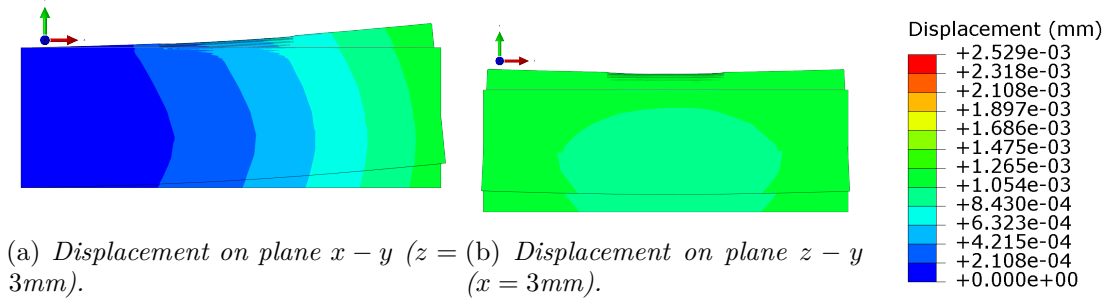 Displacement (mm)
+2.529e-03
+2.318e-03
+2.108e-03
+1.897e-03
+1.686e-03
+1.475e-03
+1.265e-03
+1.054e-03
+8.430e-04
+6.323e-04
+4.215e-04
+2.108e-04
+0.000e+00
(a) Displacement on plane x − y (z =
3mm).
(b) Displacement on plane z − y
(x = 3mm).